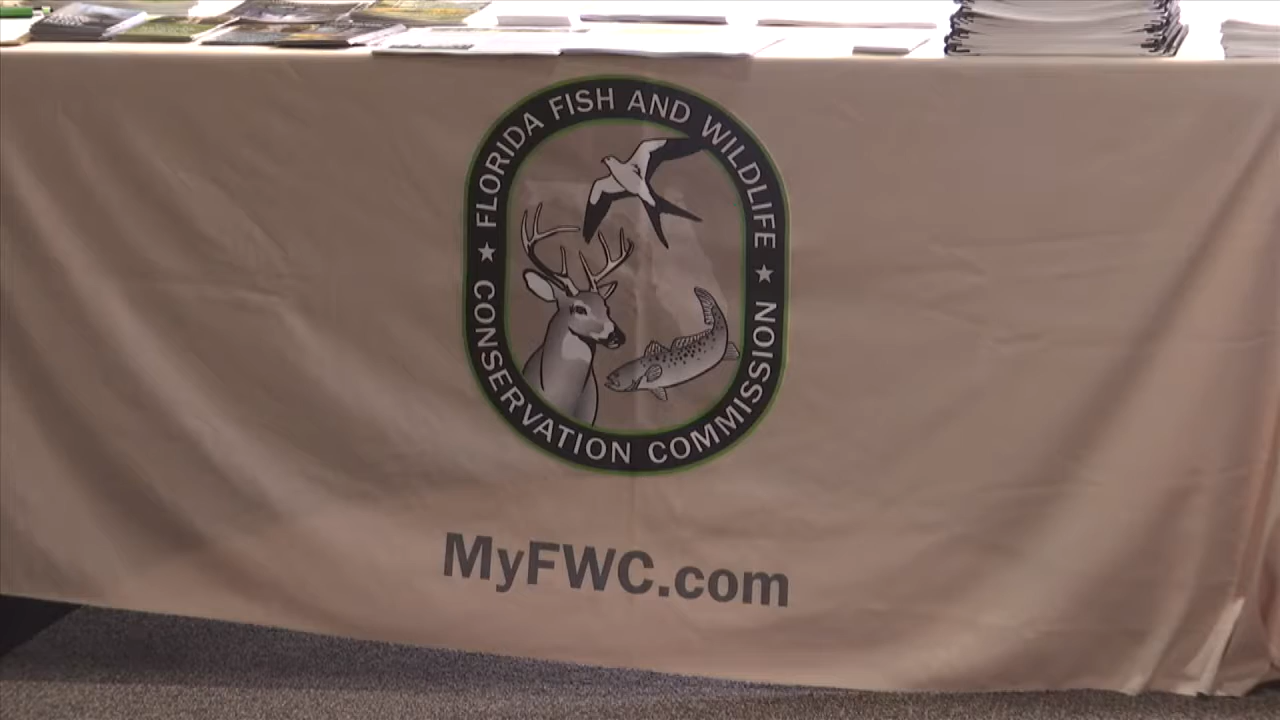 ★ FLORIDA FISH AND WILDLIFE ★
CONSERVATION COMMISSION
MyFWC.com